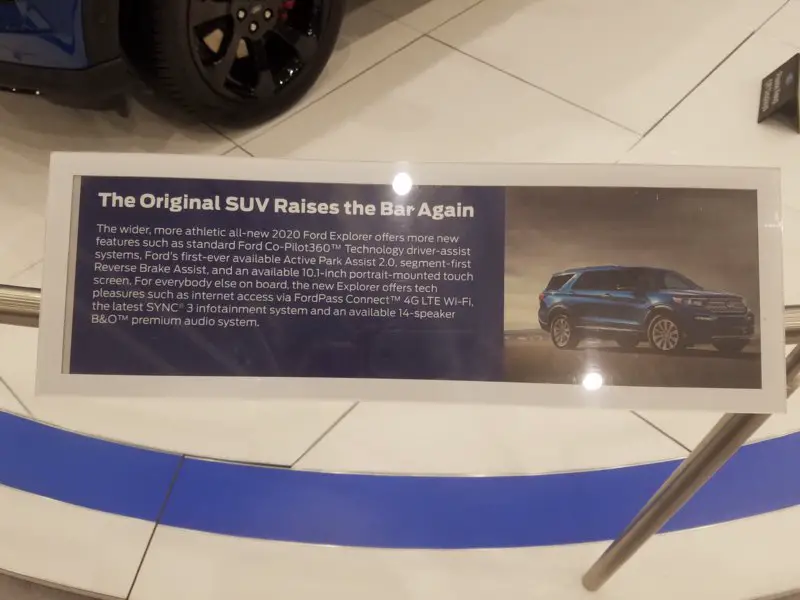 The Original SUV Raises the Bar Again
The wider, more athletic all-new 2020 Ford Explorer offers more new
features such as standard Ford Co-Pilot360™ Technology driver-assist
systems, Ford's first-ever available Active Park Assist 2.0, segment-first
Reverse Brake Assist, and an available 10.1-inch portrait-mounted touch
screen. For everybody else on board, the new Explorer offers tech
pleasures such as internet access via FordPass Connect™ 4G LTE Wi-Fi,
the latest SYNC® 3 infotainment system and an available 14-speaker
B&O™ premium audio system.